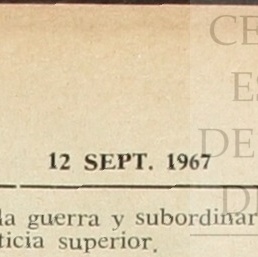 CE
ES
DE
D
12 SEPT. 1967
la guerra y subordinar
ticia superior.